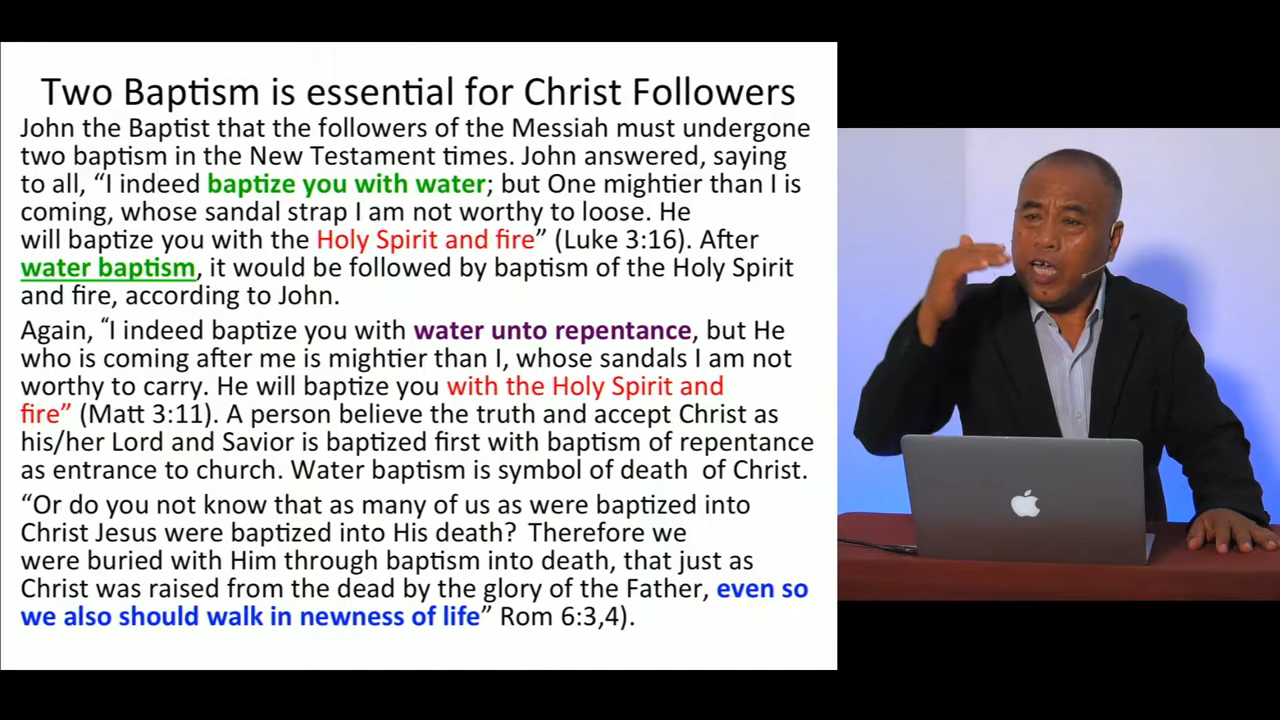 Two Baptism is essential for Christ Followers
John the Baptist that the followers of the Messiah must undergone
two baptism in the New Testament times. John answered, saying
to all, “I indeed baptize you with water; but One mightier than I is
coming, whose sandal strap I am not worthy to loose. He
will baptize you with the Holy Spirit and fire” (Luke 3:16). After
water baptism, it would be followed by baptism of the Holy Spirit
and fire, according to John.
Again, “I indeed baptize you with water unto repentance, but He
who is coming after me is mightier than I, whose sandals I am not
worthy to carry. He will baptize you with the Holy Spirit and
fire” (Matt 3:11). A person believe the truth and accept Christ as
his/her Lord and Savior is baptized first with baptism of repentance
as entrance to church. Water baptism is symbol of death of Christ.
“Or do you not know that as many of us as were baptized into
Christ Jesus were baptized into His death? Therefore we
were buried with Him through baptism into death, that just as
Christ was raised from the dead by the glory of the Father, even so
we also should walk in newness of life” Rom 6:3,4).